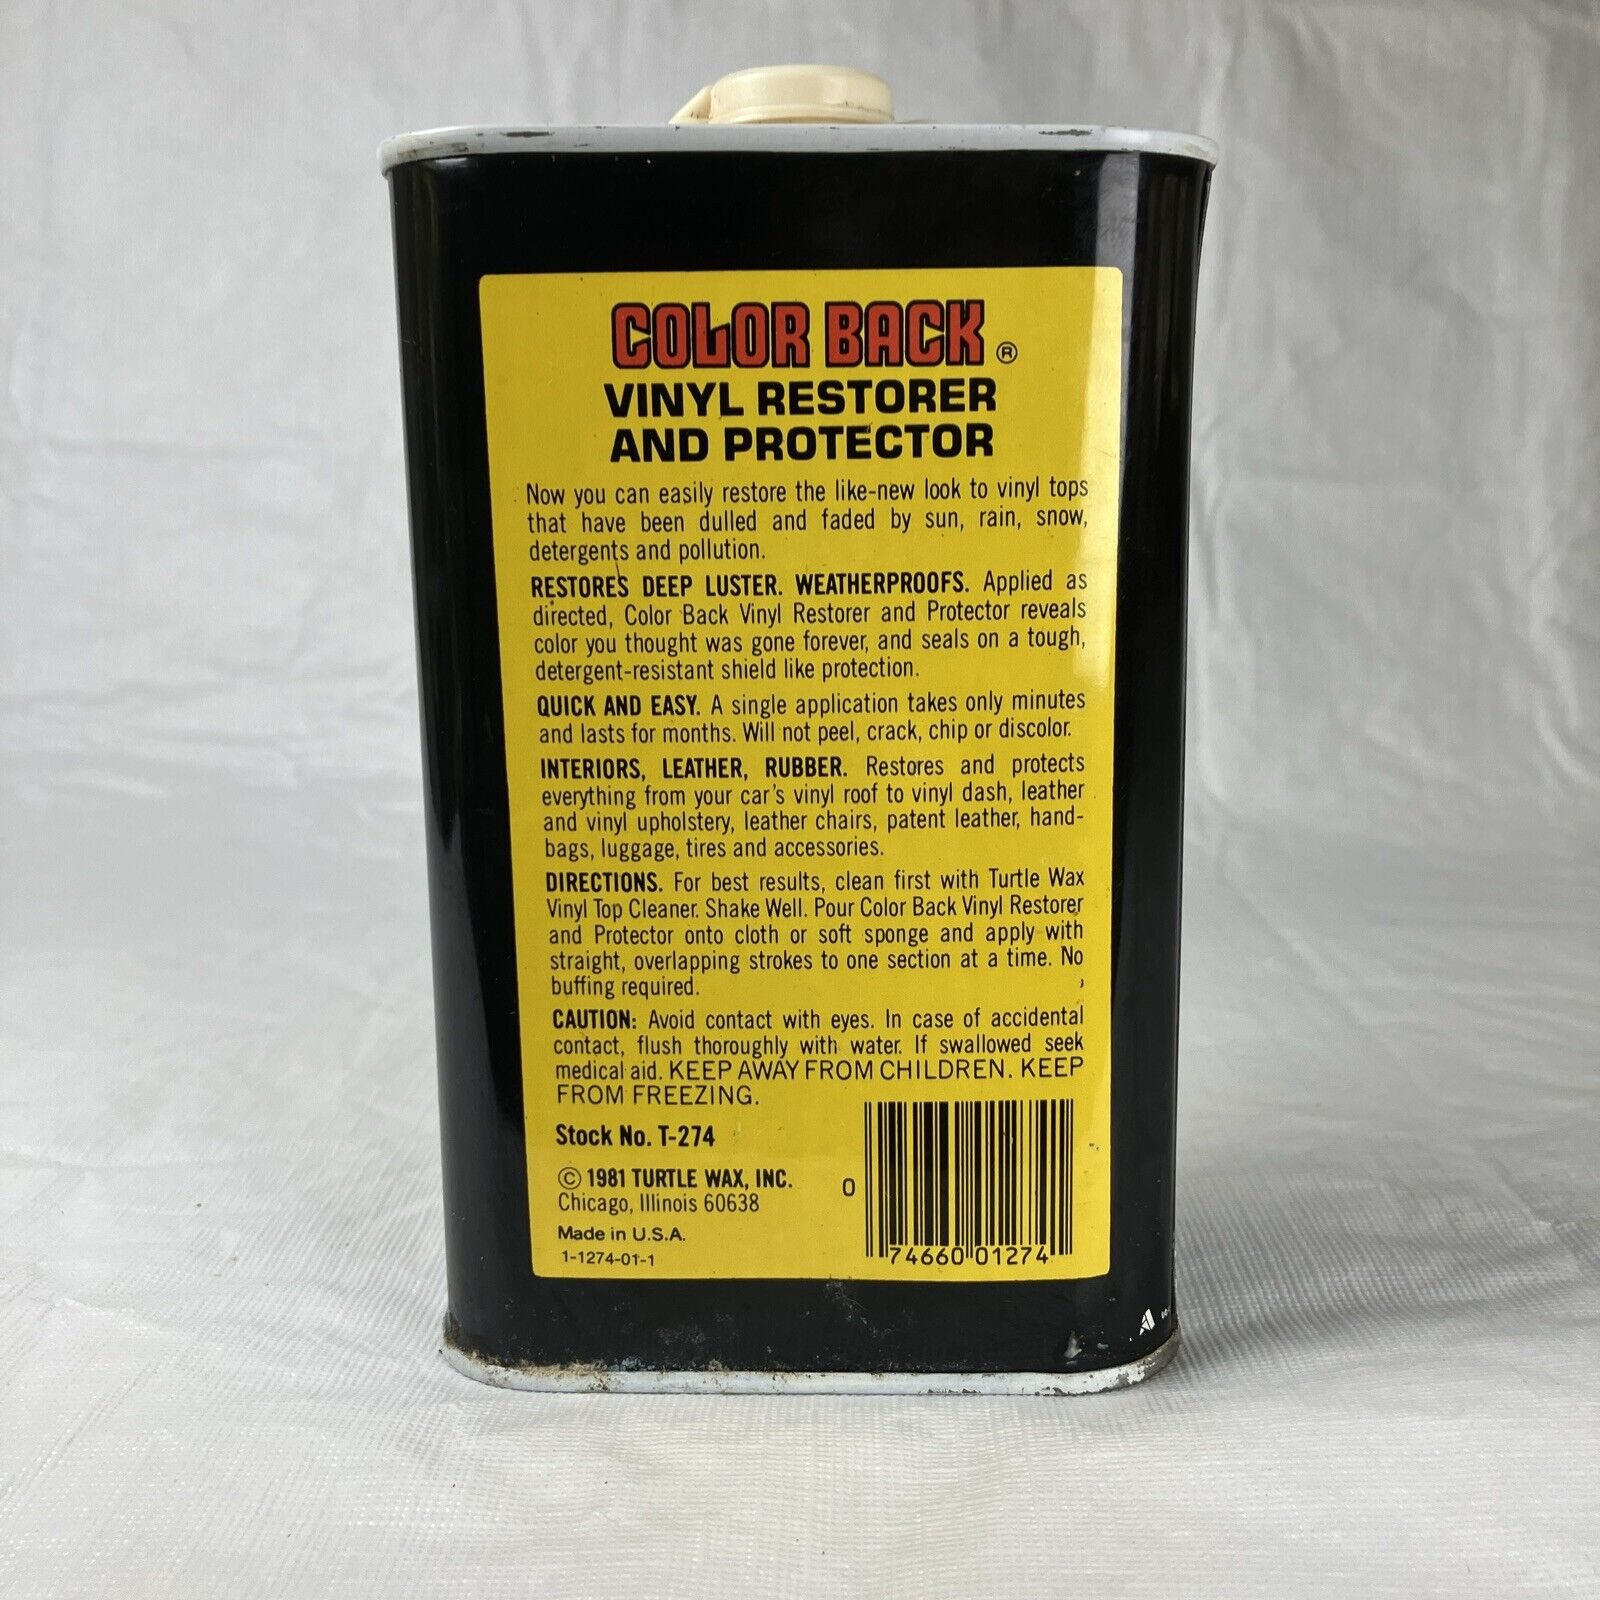 COLOR BACK ®
VINYL RESTORER
AND PROTECTOR
Now you can easily restore the like-new look to vinyl tops
that have been dulled and faded by sun, rain, snow,
detergents and pollution.
RESTORES DEEP LUSTER. WEATHERPROOFS. Applied as
directed, Color Back Vinyl Restorer and Protector reveals
color you thought was gone forever, and seals on a tough,
detergent-resistant shield like protection.
QUICK AND EASY. A single application takes only minutes
and lasts for months. Will not peel, crack, chip or discolor.
INTERIORS, LEATHER, RUBBER. Restores and protects
everything from your car's vinyl roof to vinyl dash, leather
and vinyl upholstery, leather chairs, patent leather, hand-
bags, luggage, tires and accessories.
DIRECTIONS. For best results, clean first with Turtle Wax
Vinyl Top Cleaner. Shake Well. Pour Color Back Vinyl Restorer
and Protector onto cloth or soft sponge and apply with
straight, overlapping strokes to one section at a time. No
buffing required.
CAUTION: Avoid contact with eyes. In case of accidental
contact, flush thoroughly with water. If swallowed seek
medical aid. KEEP AWAY FROM CHILDREN. KEEP
FROM FREEZING.
Stock No. T-274
© 1981 TURTLE WAX, INC.
Chicago, Illinois 60638
Made in U.S.A.
1-1274-01-1
0 74660 01274